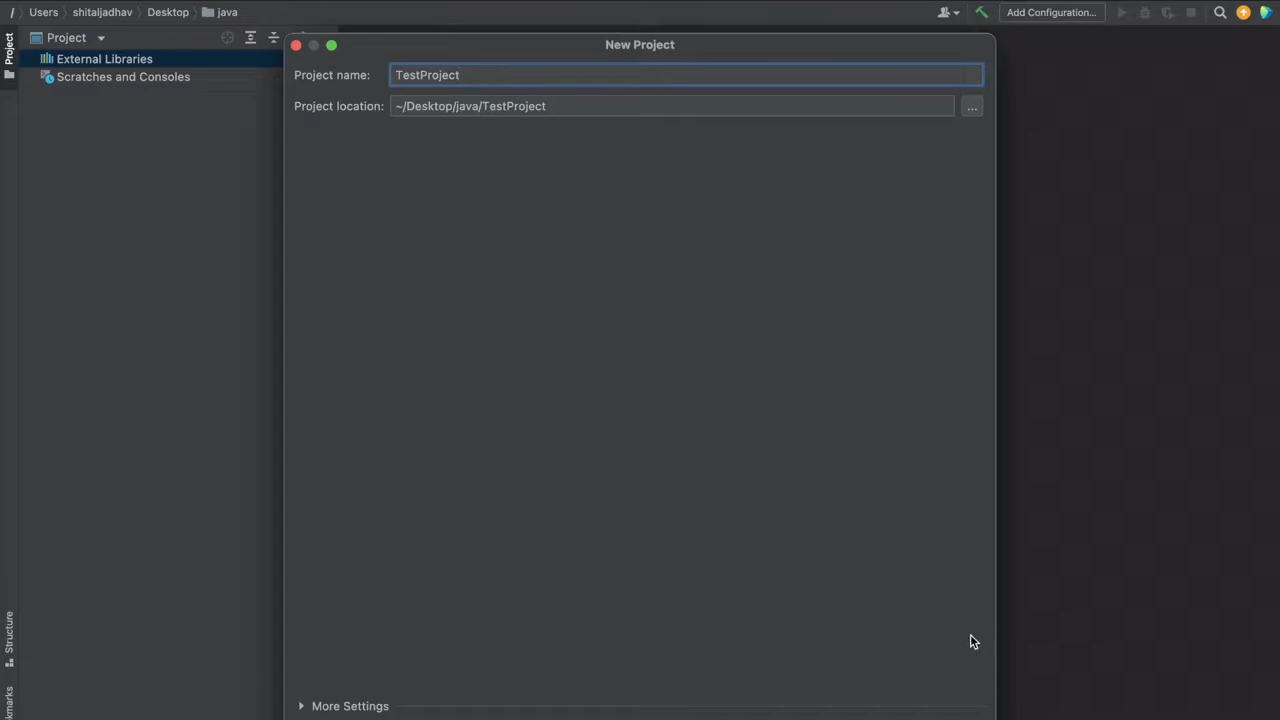 / Users shitaljadhav Desktop java
Add Configuration...
Project
Project
External Libraries
Scratches and Consoles
New Project
Project name: TestProject
Project location: ~/Desktop/java/TestProject ...
More Settings
Structure